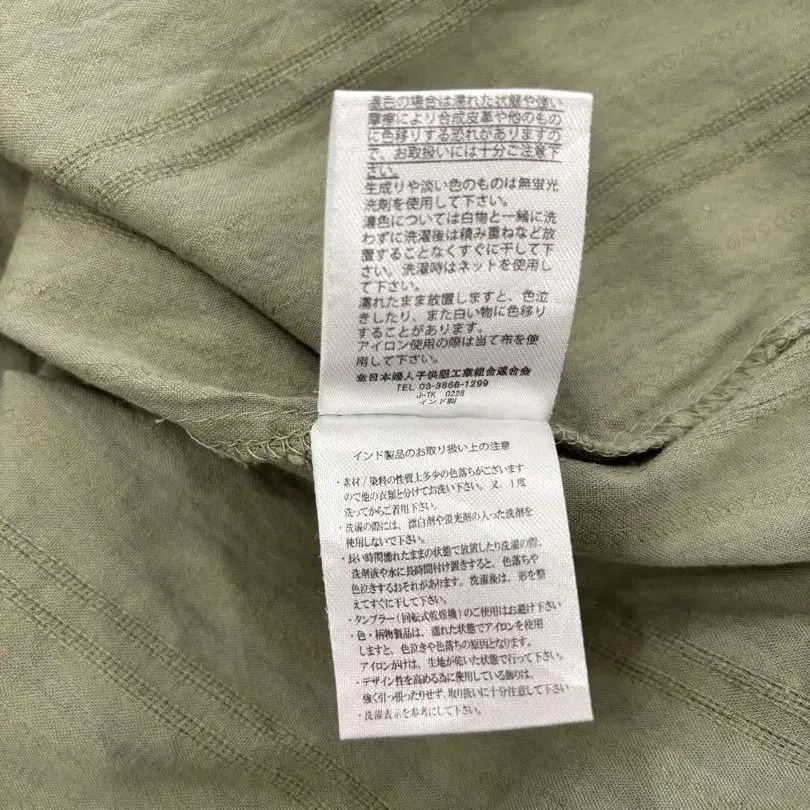 濃色の場合は濡れた状態や強い
摩擦により合成皮革や他のもの
に色移りする恐れがありますの
で、お取扱いには十分ご注意下
さい。
生成りや淡い色のものは無蛍光
洗剤を使用して下さい。
濃色については白物と一緒に洗
わずに洗濯後は積み重ねなど放
置することなくすぐに干して下
さい。洗濯時はネットを使用し
て下さい。
濡れたまま放置しますと、色泣
きしたり、また白い物に色移り
することがあります。
アイロン使用の際は当て布を使
用して下さい。
全日本婦人子供服工業組合連合会
TEL 03-3866-1299
J-TK 0228
インド製
インド製品のお取り扱い上の注意
・素材/染料の性質上多少の色落ちがございます
ので他の衣類と分けてお洗い下さい。又、1度
洗ってからご着用下さい。
・洗濯の際には、漂白剤や蛍光剤の入った洗剤を
使用しないで下さい。
・長い時間濡れたままの状態で放置したり洗濯の際、
洗剤液や水に長時間付け置きすると、色落ちや
色泣きするおそれがあります。洗濯後は、形を整
えてすぐに干して下さい。
・タンブラー(回転式乾燥機)のご使用はお避け下さい
・色・柄物製品は、濡れた状態でアイロンを使用
しますと、色泣きや色落ちの原因となります。
アイロンがけは、生地が乾いた状態で行って下さい。
・デザイン性を高める為に使用している飾りは、
強く引っ張ったりせず、取り扱いに十分注意して下さい
・洗濯表示を参考にして下さい。